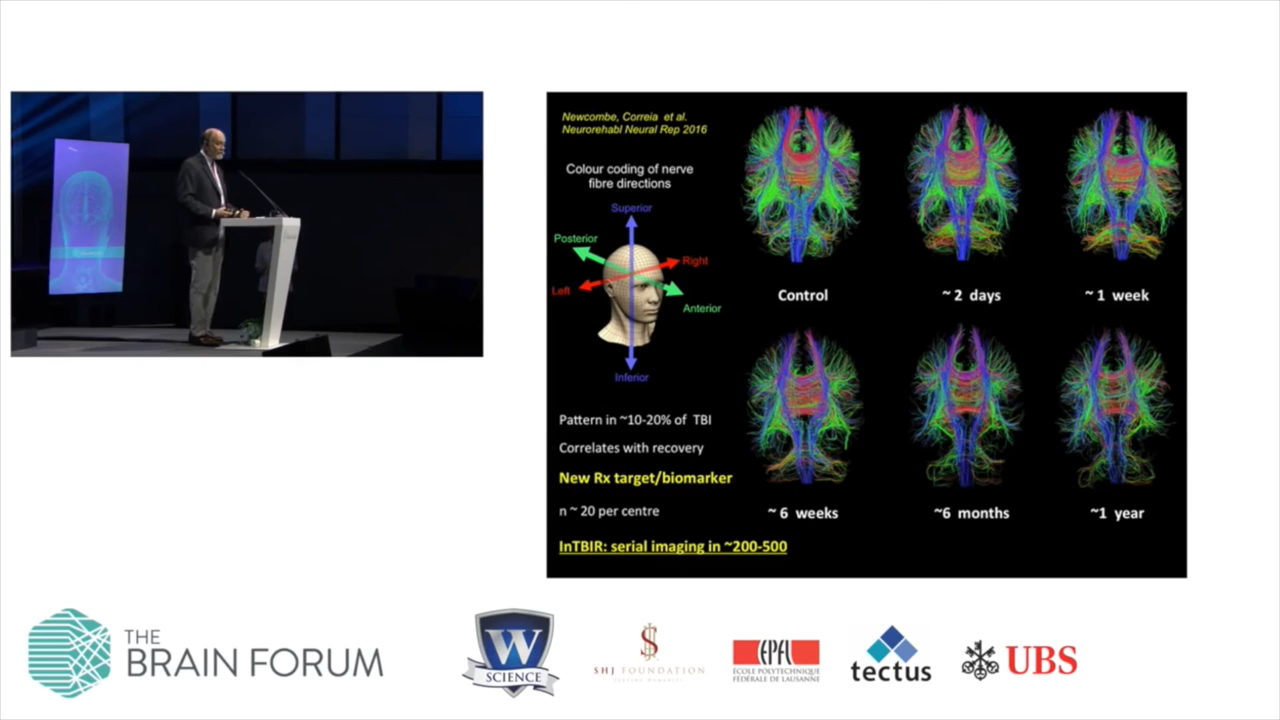 Newcombe, Correia et al.
Neurorehabl Neural Rep 2016
Colour coding of nerve
fibre directions
Superior
Posterior
Right
Left
Anterior
Inferior
Control
~ 2 days
~ 1 week
Pattern in ~10-20% of TBI
Correlates with recovery
New Rx target/biomarker
n ~ 20 per centre
InTBIR: serial imaging in ~200-500
~ 6 weeks
~6 months
~1 year
THE
BRAIN FORUM
W
SCIENCE
SHJ FOUNDATION
EPFL
ECOLE POLYTECHNIQUE
FÉDÉRALE DE LAUSANNE
tectus
UBS